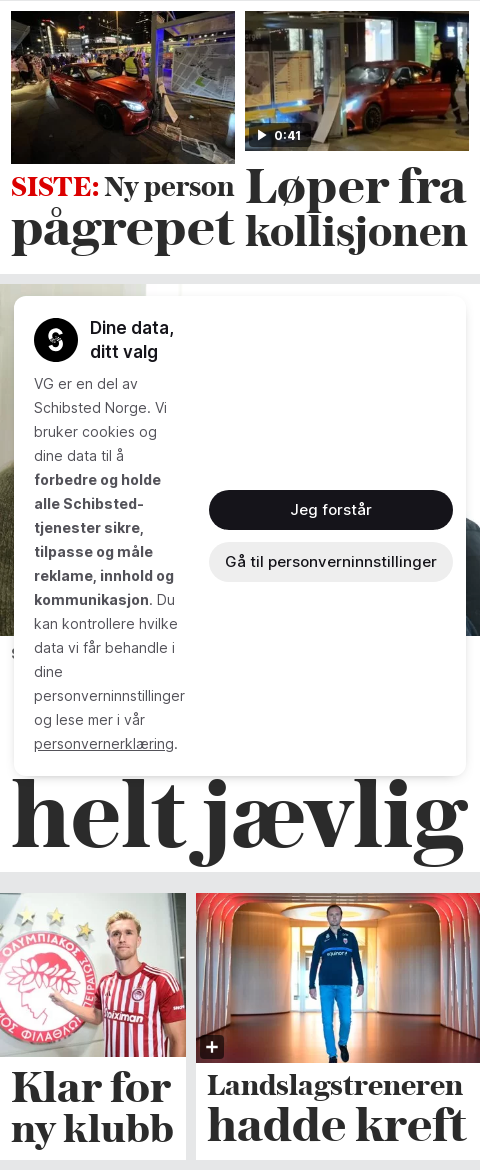 SISTE: Ny person
pågrepet
0:41
Løper fra
kollisjonen
Dine data,
ditt valg
VG er en del av
Schibsted Norge. Vi
bruker cookies og
dine data til å
forbedre og holde
alle Schibsted-
tjenester sikre,
tilpasse og måle
reklame, innhold og
kommunikasjon. Du
kan kontrollere hvilke
data vi får behandle i
dine
personverninnstillinger
og lese mer i vår
personvernerklæring.
Jeg forstår
Gå til personverninnstillinger
helt jævlig
ΟΛΥΜΠΙΑΚΟΣ
Stoiximan
equinor
Klar for
ny klubb
Landslagstreneren
hadde kreft